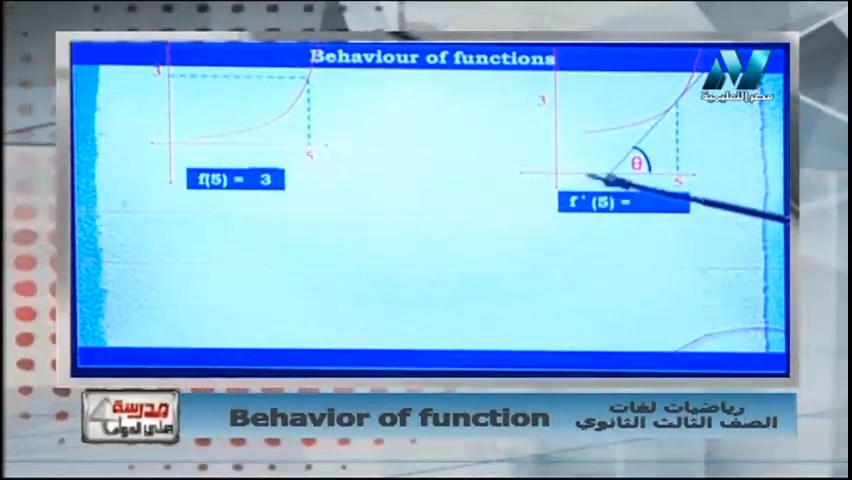 Behaviour of functions
مصر التعليمية
3
3
θ
5
5
f(5) = 3
f ' (5) =
مدرسة
على الهواء
Behavior of function
رياضيات لغات
الصف الثالث الثانوي